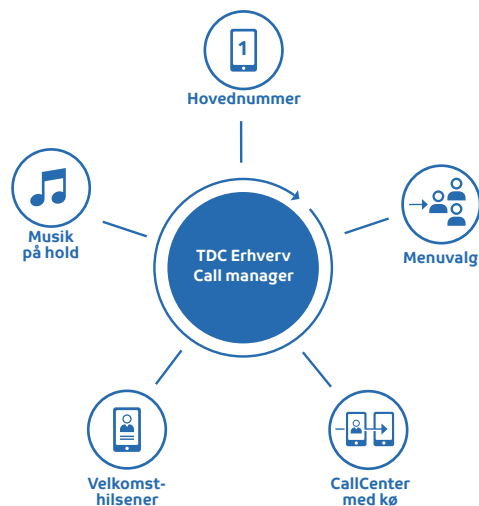 1
Hovednummer
Musik
på hold
TDC Erhverv
Call manager
Menuvalg
Velkomst-
hilsener
CallCenter
med kø